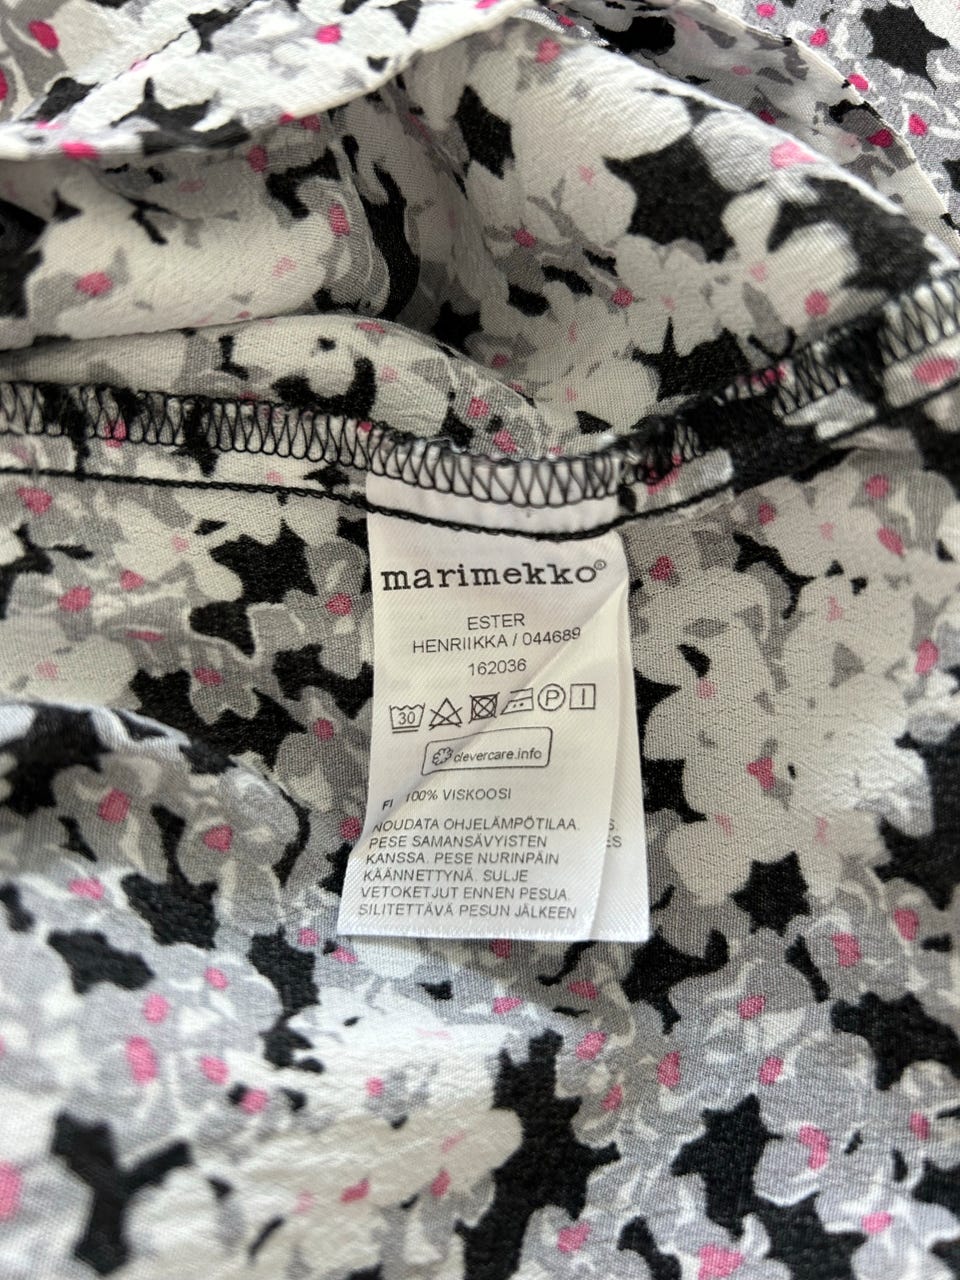 marimekko®
ESTER
HENRIIKKA / 044689
162036
30 P
clevercare.info
FI 100% VISKOOSI
NOUDATA OHJELÄMPÖTILAA.
PESE SAMANSÄVYISTEN
KANSSA. PESE NURINPÄIN
KÄÄNNETTYNÄ. SULJE
VETOKETJUT ENNEN PESUA.
SILITETTÄVÄ PESUN JÄLKEEN